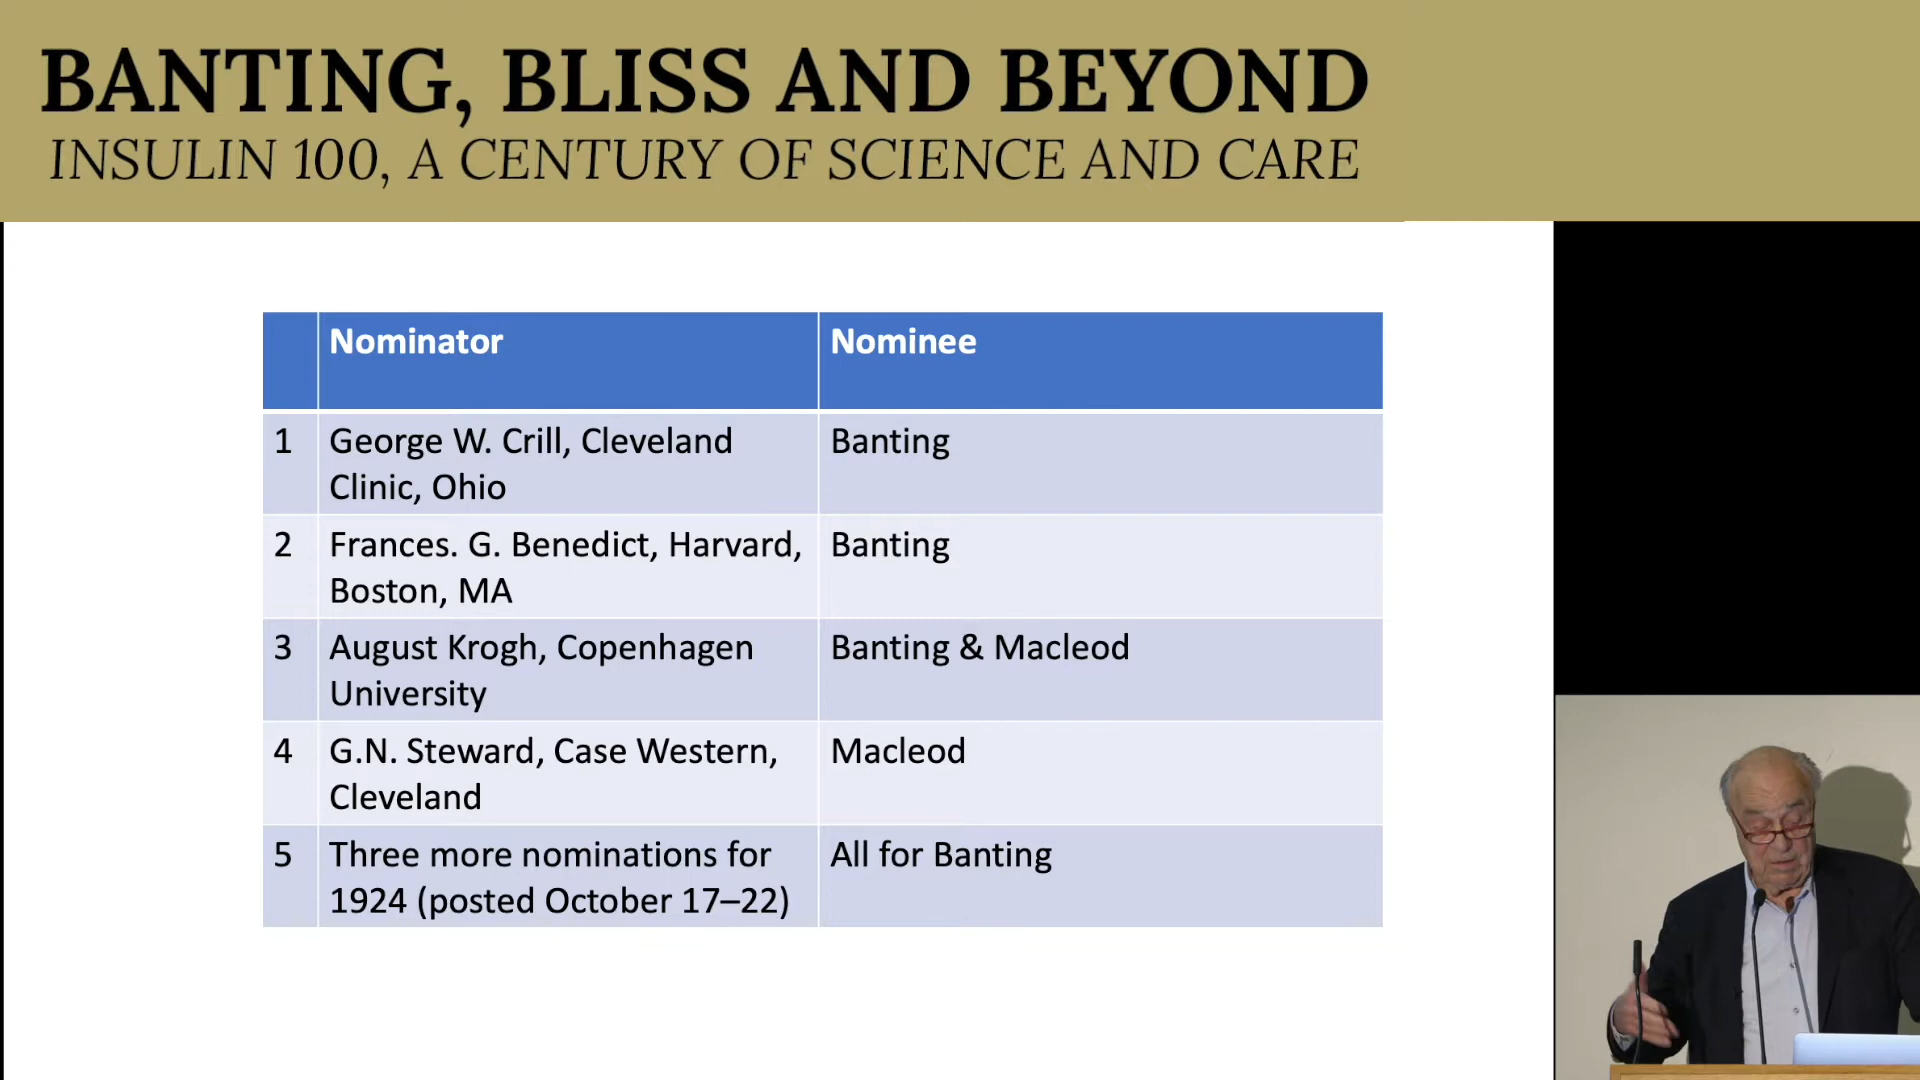 BANTING, BLISS AND BEYOND
INSULIN 100, A CENTURY OF SCIENCE AND CARE
Nominator
Nominee
1
George W. Crill, Cleveland
Clinic, Ohio
Banting
2
Frances. G. Benedict, Harvard,
Boston, MA
Banting
3
August Krogh, Copenhagen
University
Banting & Macleod
4
G.N. Steward, Case Western,
Cleveland
Macleod
5
Three more nominations for
1924 (posted October 17–22)
All for Banting